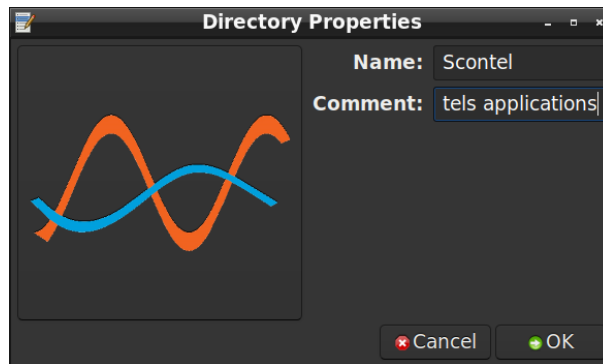 Directory Properties
Name: Scontel
Comment: tels applications
Cancel OK